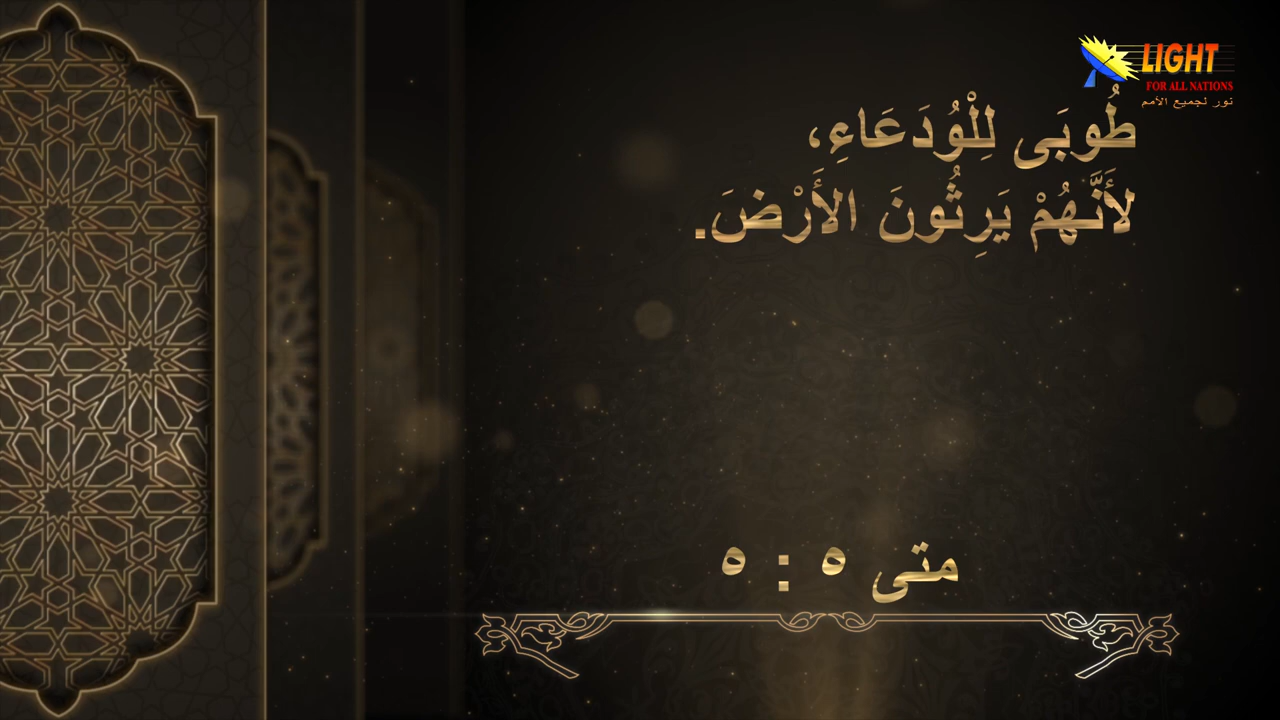 LIGHT
FOR ALL NATIONS
نور لجميع الأمم
طُوبَى لِلْوُدَعَاءِ،
لأَنَّهُمْ يَرِثُونَ الأَرْضَ.
متى ٥ : ٥